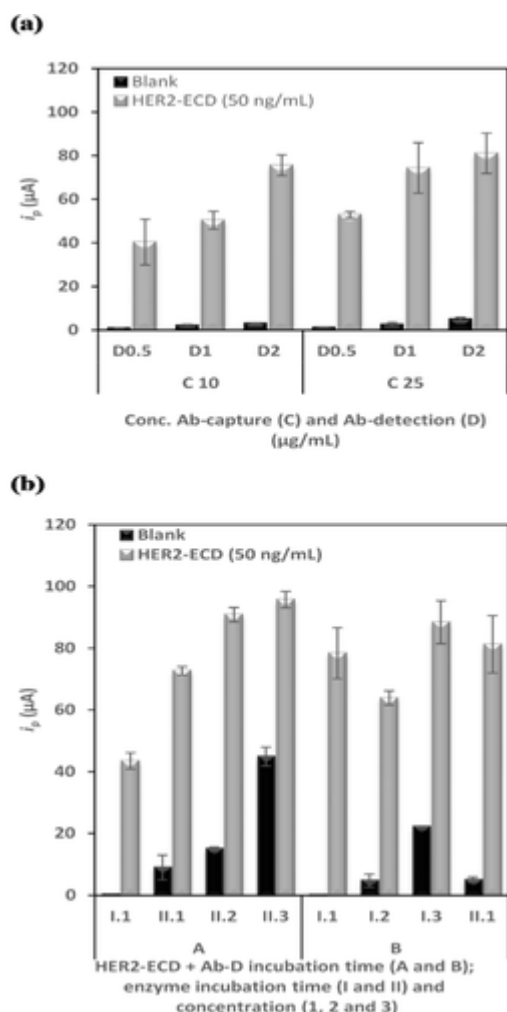 (a)
120
Blank
HER2-ECD (50 ng/mL)
100
80
60
40
20
0
iₚ (µA)
D0.5 D1 D2 D0.5 D1 D2
C 10 C 25
Conc. Ab-capture (C) and Ab-detection (D)
(µg/mL)
(b)
120
Blank
HER2-ECD (50 ng/mL)
100
80
60
40
20
0
iₚ (µA)
I.1 II.1 II.2 II.3 I.1 I.2 I.3 II.1
A B
HER2-ECD + Ab-D incubation time (A and B);
enzyme incubation time (I and II) and
concentration (1, 2 and 3)